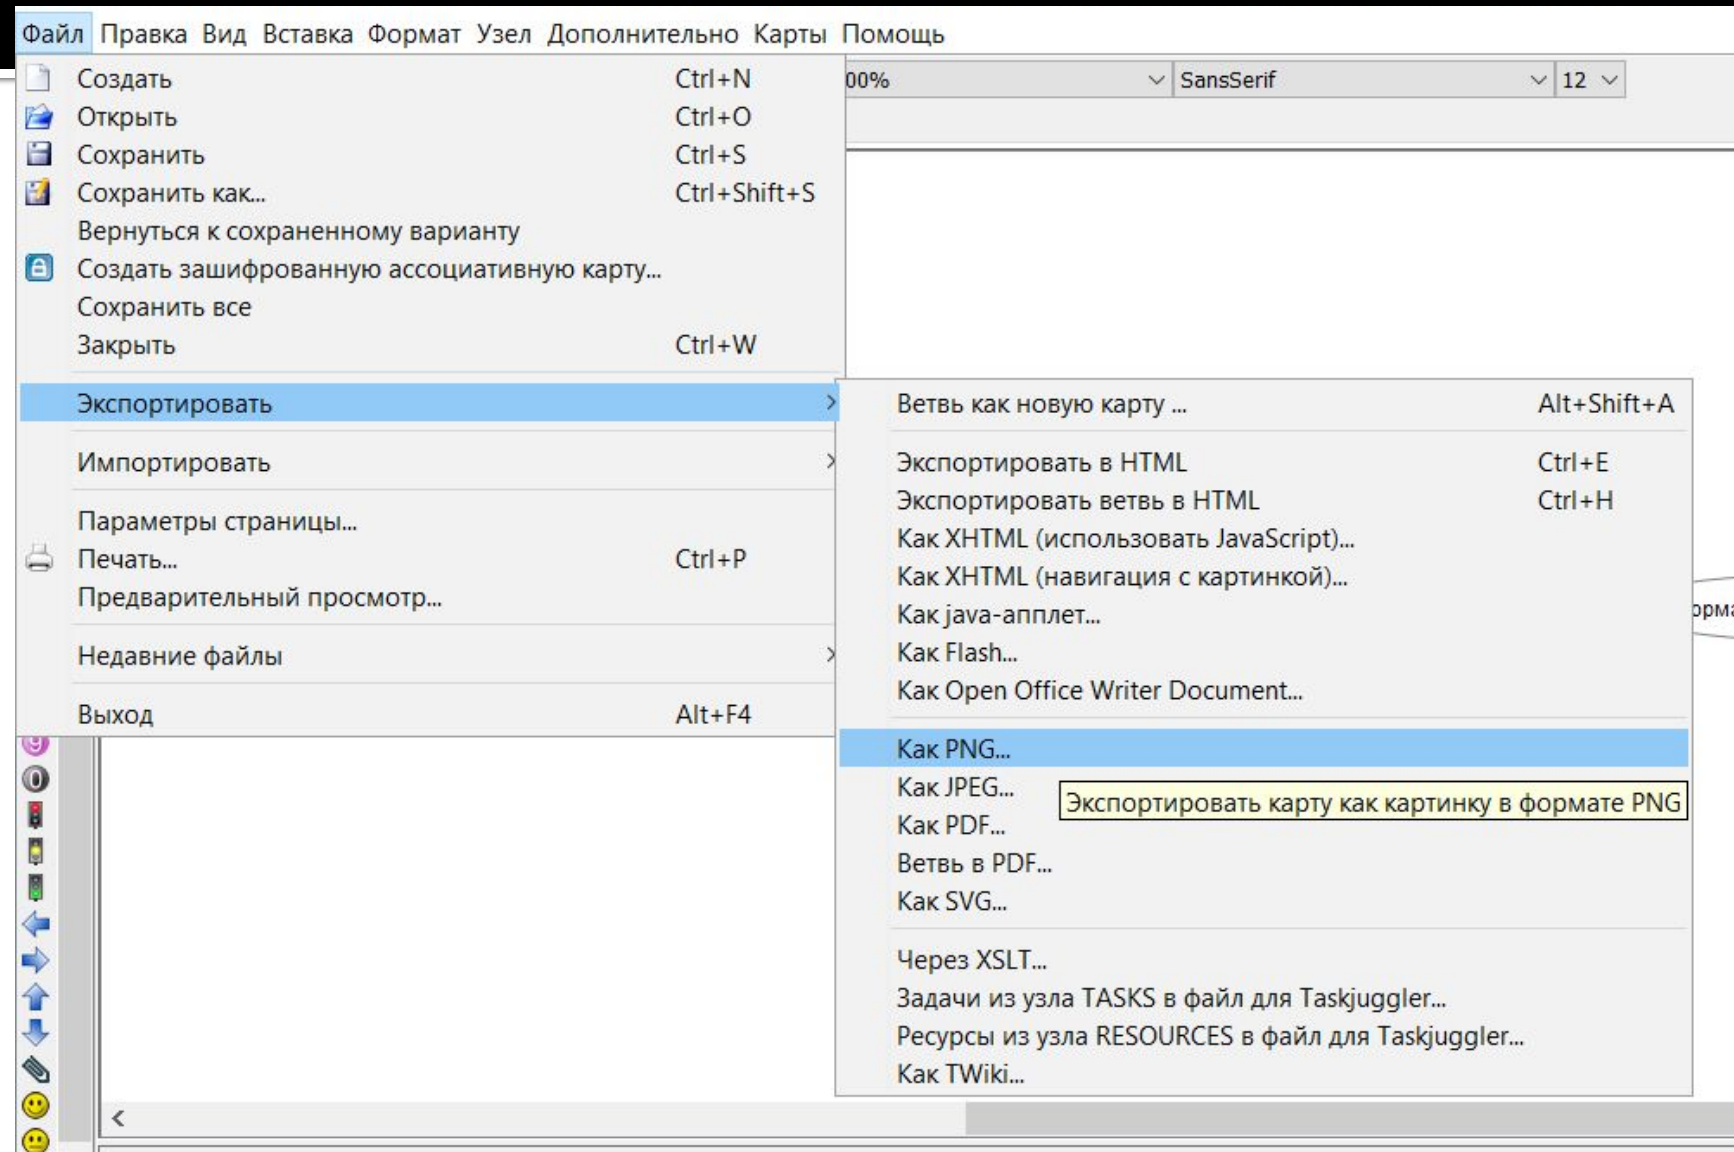 Файл Правка Вид Вставка Формат Узел Дополнительно Карты Помощь
Создать Ctrl+N
Открыть Ctrl+O
Сохранить Ctrl+S
Сохранить как... Ctrl+Shift+S
Вернуться к сохраненному варианту
Создать зашифрованную ассоциативную карту...
Сохранить все
Закрыть Ctrl+W
Экспортировать
Импортировать
Параметры страницы...
Печать... Ctrl+P
Предварительный просмотр...
Недавние файлы
Выход Alt+F4
00% SansSerif 12
Ветвь как новую карту ... Alt+Shift+A
Экспортировать в HTML Ctrl+E
Экспортировать ветвь в HTML Ctrl+H
Как XHTML (использовать JavaScript)...
Как XHTML (навигация с картинкой)...
Как java-апплет...
Как Flash...
Как Open Office Writer Document...
Как PNG...
Как JPEG...
Экспортировать карту как картинку в формате PNG
Как PDF...
Ветвь в PDF...
Как SVG...
Через XSLT...
Задачи из узла TASKS в файл для Taskjuggler...
Ресурсы из узла RESOURCES в файл для Taskjuggler...
Как TWiki...
9
0